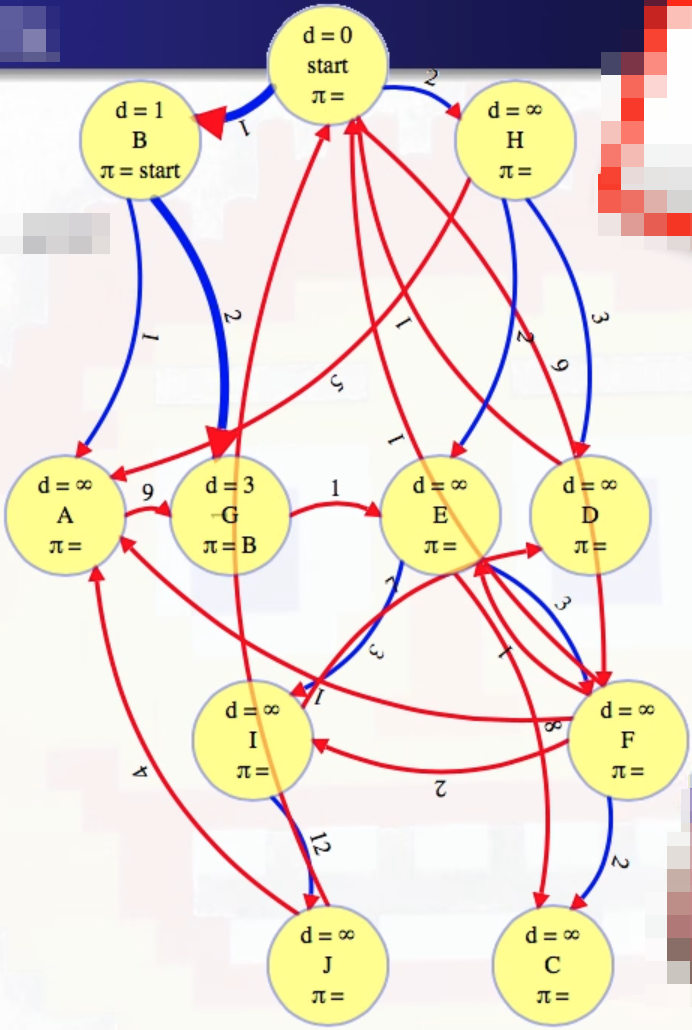 d = 0
start
π =
2
1
d = 1
B
π = start
d = ∞
H
π =
1
2
1
2
3
5
6
1
d = ∞
A
π =
9
d = 3
G
π = B
1
d = ∞
E
π =
d = ∞
D
π =
7
3
3
1
1
d = ∞
I
π =
8
d = ∞
F
π =
2
4
12
2
d = ∞
J
π =
d = ∞
C
π =